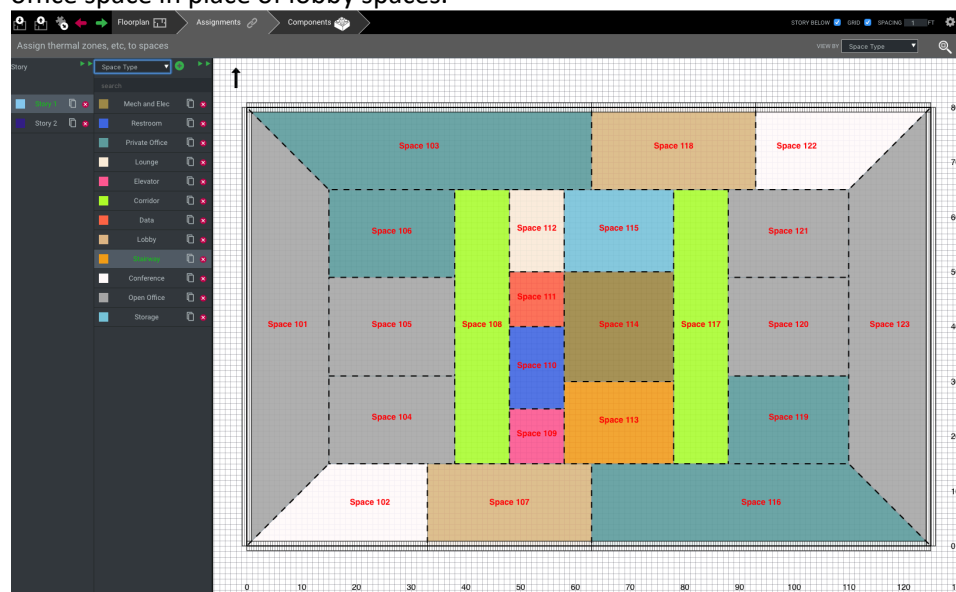 office space in place of lobby spaces.
Floorplan Assignments Components STORY BELOW GRID SPACING 1 FT
Assign thermal zones, etc, to spaces VIEW BY Space Type
Story Space Type
search
Story 1 Mech and Elec
Story 2 Restroom
Private Office
Lounge
Elevator
Corridor
Data
Lobby
Stairway
Conference
Open Office
Storage
Space 103 Space 118 Space 122
Space 106 Space 112 Space 115 Space 121
Space 111
Space 101 Space 105 Space 108 Space 114 Space 117 Space 120 Space 123
Space 110
Space 104 Space 109 Space 113 Space 119
Space 102 Space 107 Space 116
0 10 20 30 40 50 60 70 80 90 100 110 120